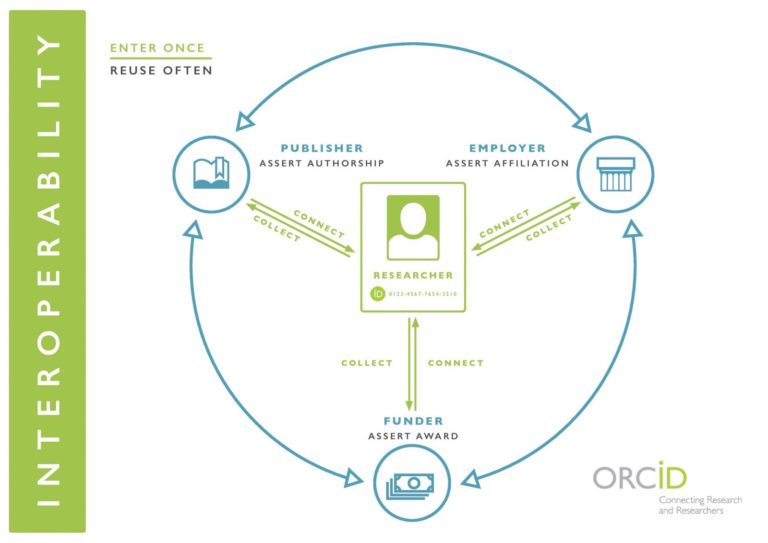 INTEROPERABILITY
ENTER ONCE
REUSE OFTEN
PUBLISHER
ASSERT AUTHORSHIP
EMPLOYER
ASSERT AFFILIATION
CONNECT
COLLECT
CONNECT
COLLECT
RESEARCHER
iD 0123-4567-7654-3210
COLLECT
CONNECT
FUNDER
ASSERT AWARD
ORCiD
Connecting Research
and Researchers